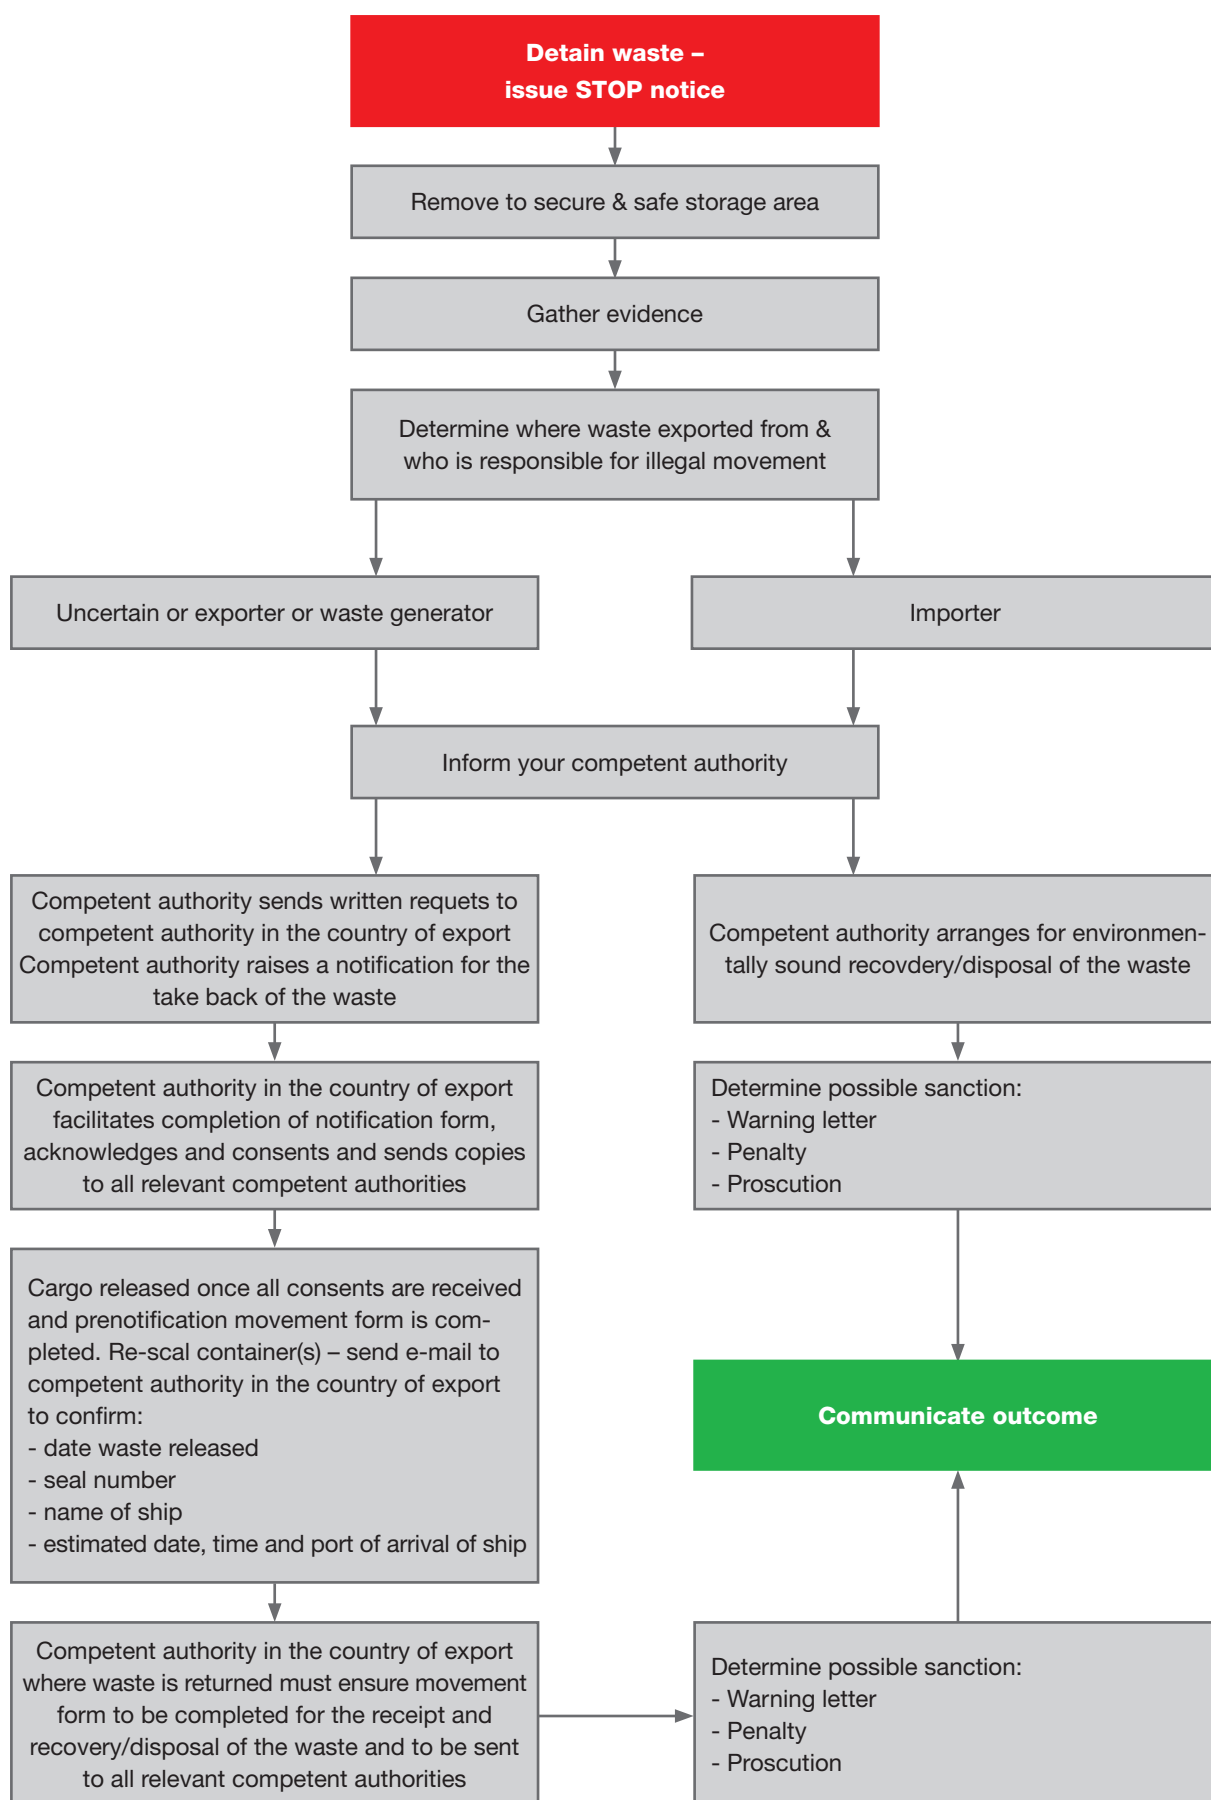 Detain waste –
issue STOP notice
Remove to secure & safe storage area
Gather evidence
Determine where waste exported from &
who is responsible for illegal movement
Uncertain or exporter or waste generator
Importer
Inform your competent authority
Competent authority sends written requets to
competent authority in the country of export
Competent authority raises a notification for the
take back of the waste
Competent authority arranges for environmen-
tally sound recovdery/disposal of the waste
Competent authority in the country of export
facilitates completion of notification form,
acknowledges and consents and sends copies
to all relevant competent authorities
Determine possible sanction:
- Warning letter
- Penalty
- Proscution
Cargo released once all consents are received
and prenotification movement form is com-
pleted. Re-scal container(s) – send e-mail to
competent authority in the country of export
to confirm:
- date waste released
- seal number
- name of ship
- estimated date, time and port of arrival of ship
Communicate outcome
Competent authority in the country of export
where waste is returned must ensure movement
form to be completed for the receipt and
recovery/disposal of the waste and to be sent
to all relevant competent authorities
Determine possible sanction:
- Warning letter
- Penalty
- Proscution